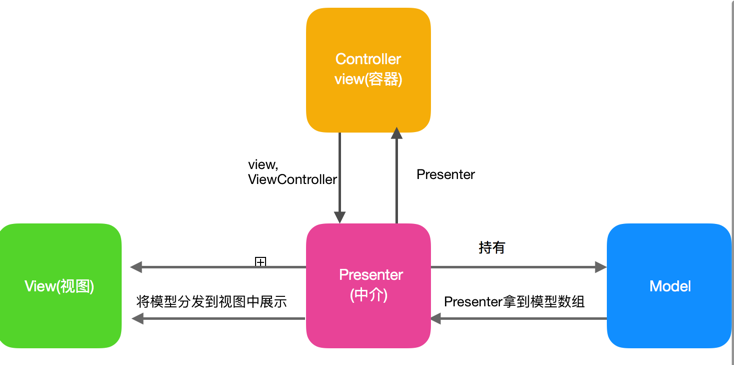 Controller
view(容器)
view,
ViewController
Presenter
持有
View(视图)
Presenter
(中介)
Model
将模型分发到视图中展示
Presenter拿到模型数组